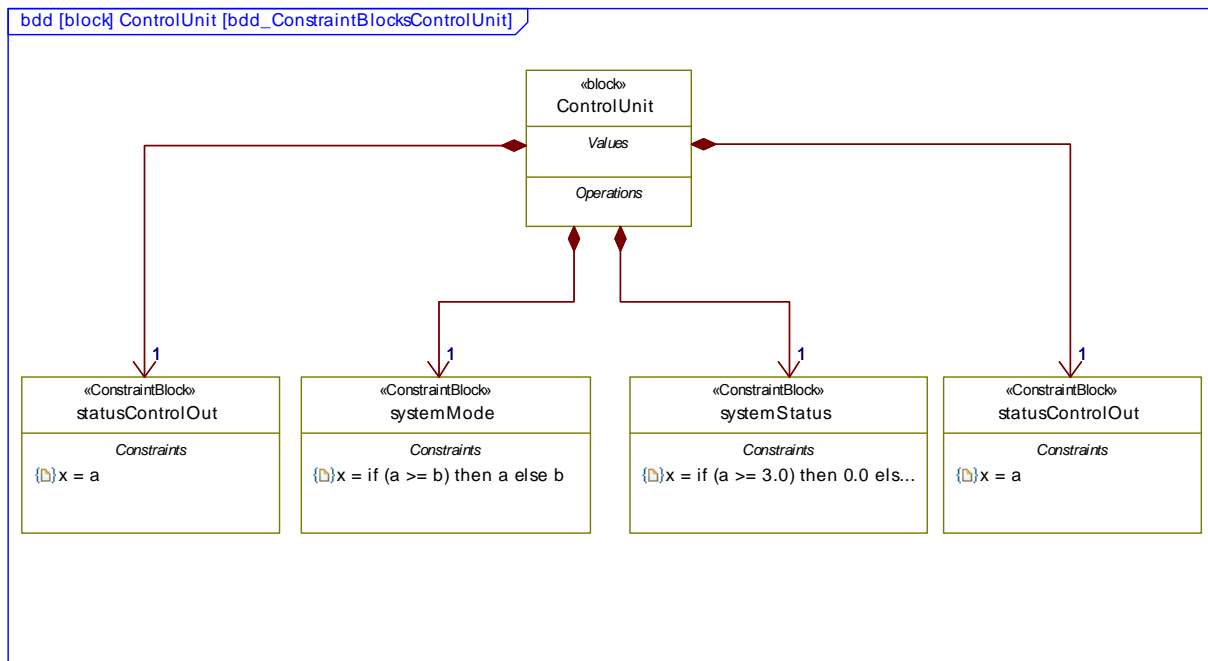 bdd [block] ControlUnit [bdd_ConstraintBlocksControlUnit]
«block»
ControlUnit
Values
Operations
1
1
1
1
«ConstraintBlock»
statusControlOut
Constraints
{}x = a
«ConstraintBlock»
systemMode
Constraints
{}x = if (a >= b) then a else b
«ConstraintBlock»
systemStatus
Constraints
{}x = if (a >= 3.0) then 0.0 els...
«ConstraintBlock»
statusControlOut
Constraints
{}x = a